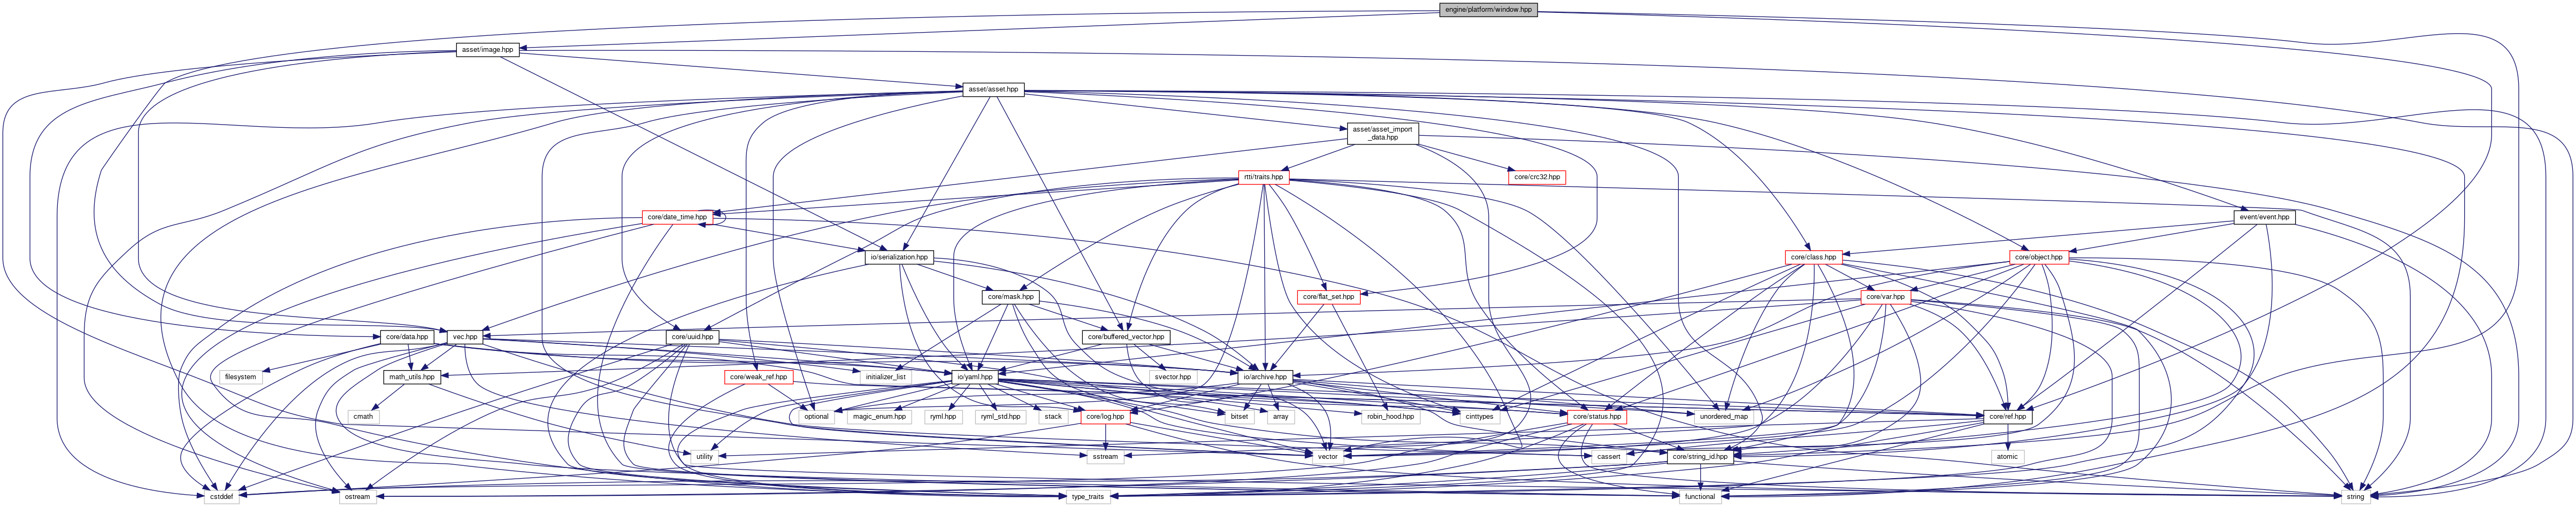 engine/platform/window.hpp
asset/image.hpp
asset/asset.hpp
asset/asset_import
_data.hpp
rtti/traits.hpp
core/crc32.hpp
core/date_time.hpp
event/event.hpp
io/serialization.hpp
core/class.hpp
core/object.hpp
core/mask.hpp
core/flat_set.hpp
core/var.hpp
core/data.hpp
vec.hpp
core/uuid.hpp
core/buffered_vector.hpp
filesystem
math_utils.hpp
core/weak_ref.hpp
initializer_list
io/yaml.hpp
svector.hpp
io/archive.hpp
cmath
optional
magic_enum.hpp
ryml.hpp
ryml_std.hpp
stack
core/log.hpp
bitset
array
robin_hood.hpp
cinttypes
core/status.hpp
unordered_map
core/ref.hpp
utility
sstream
vector
cassert
core/string_id.hpp
atomic
cstddef
ostream
type_traits
functional
string